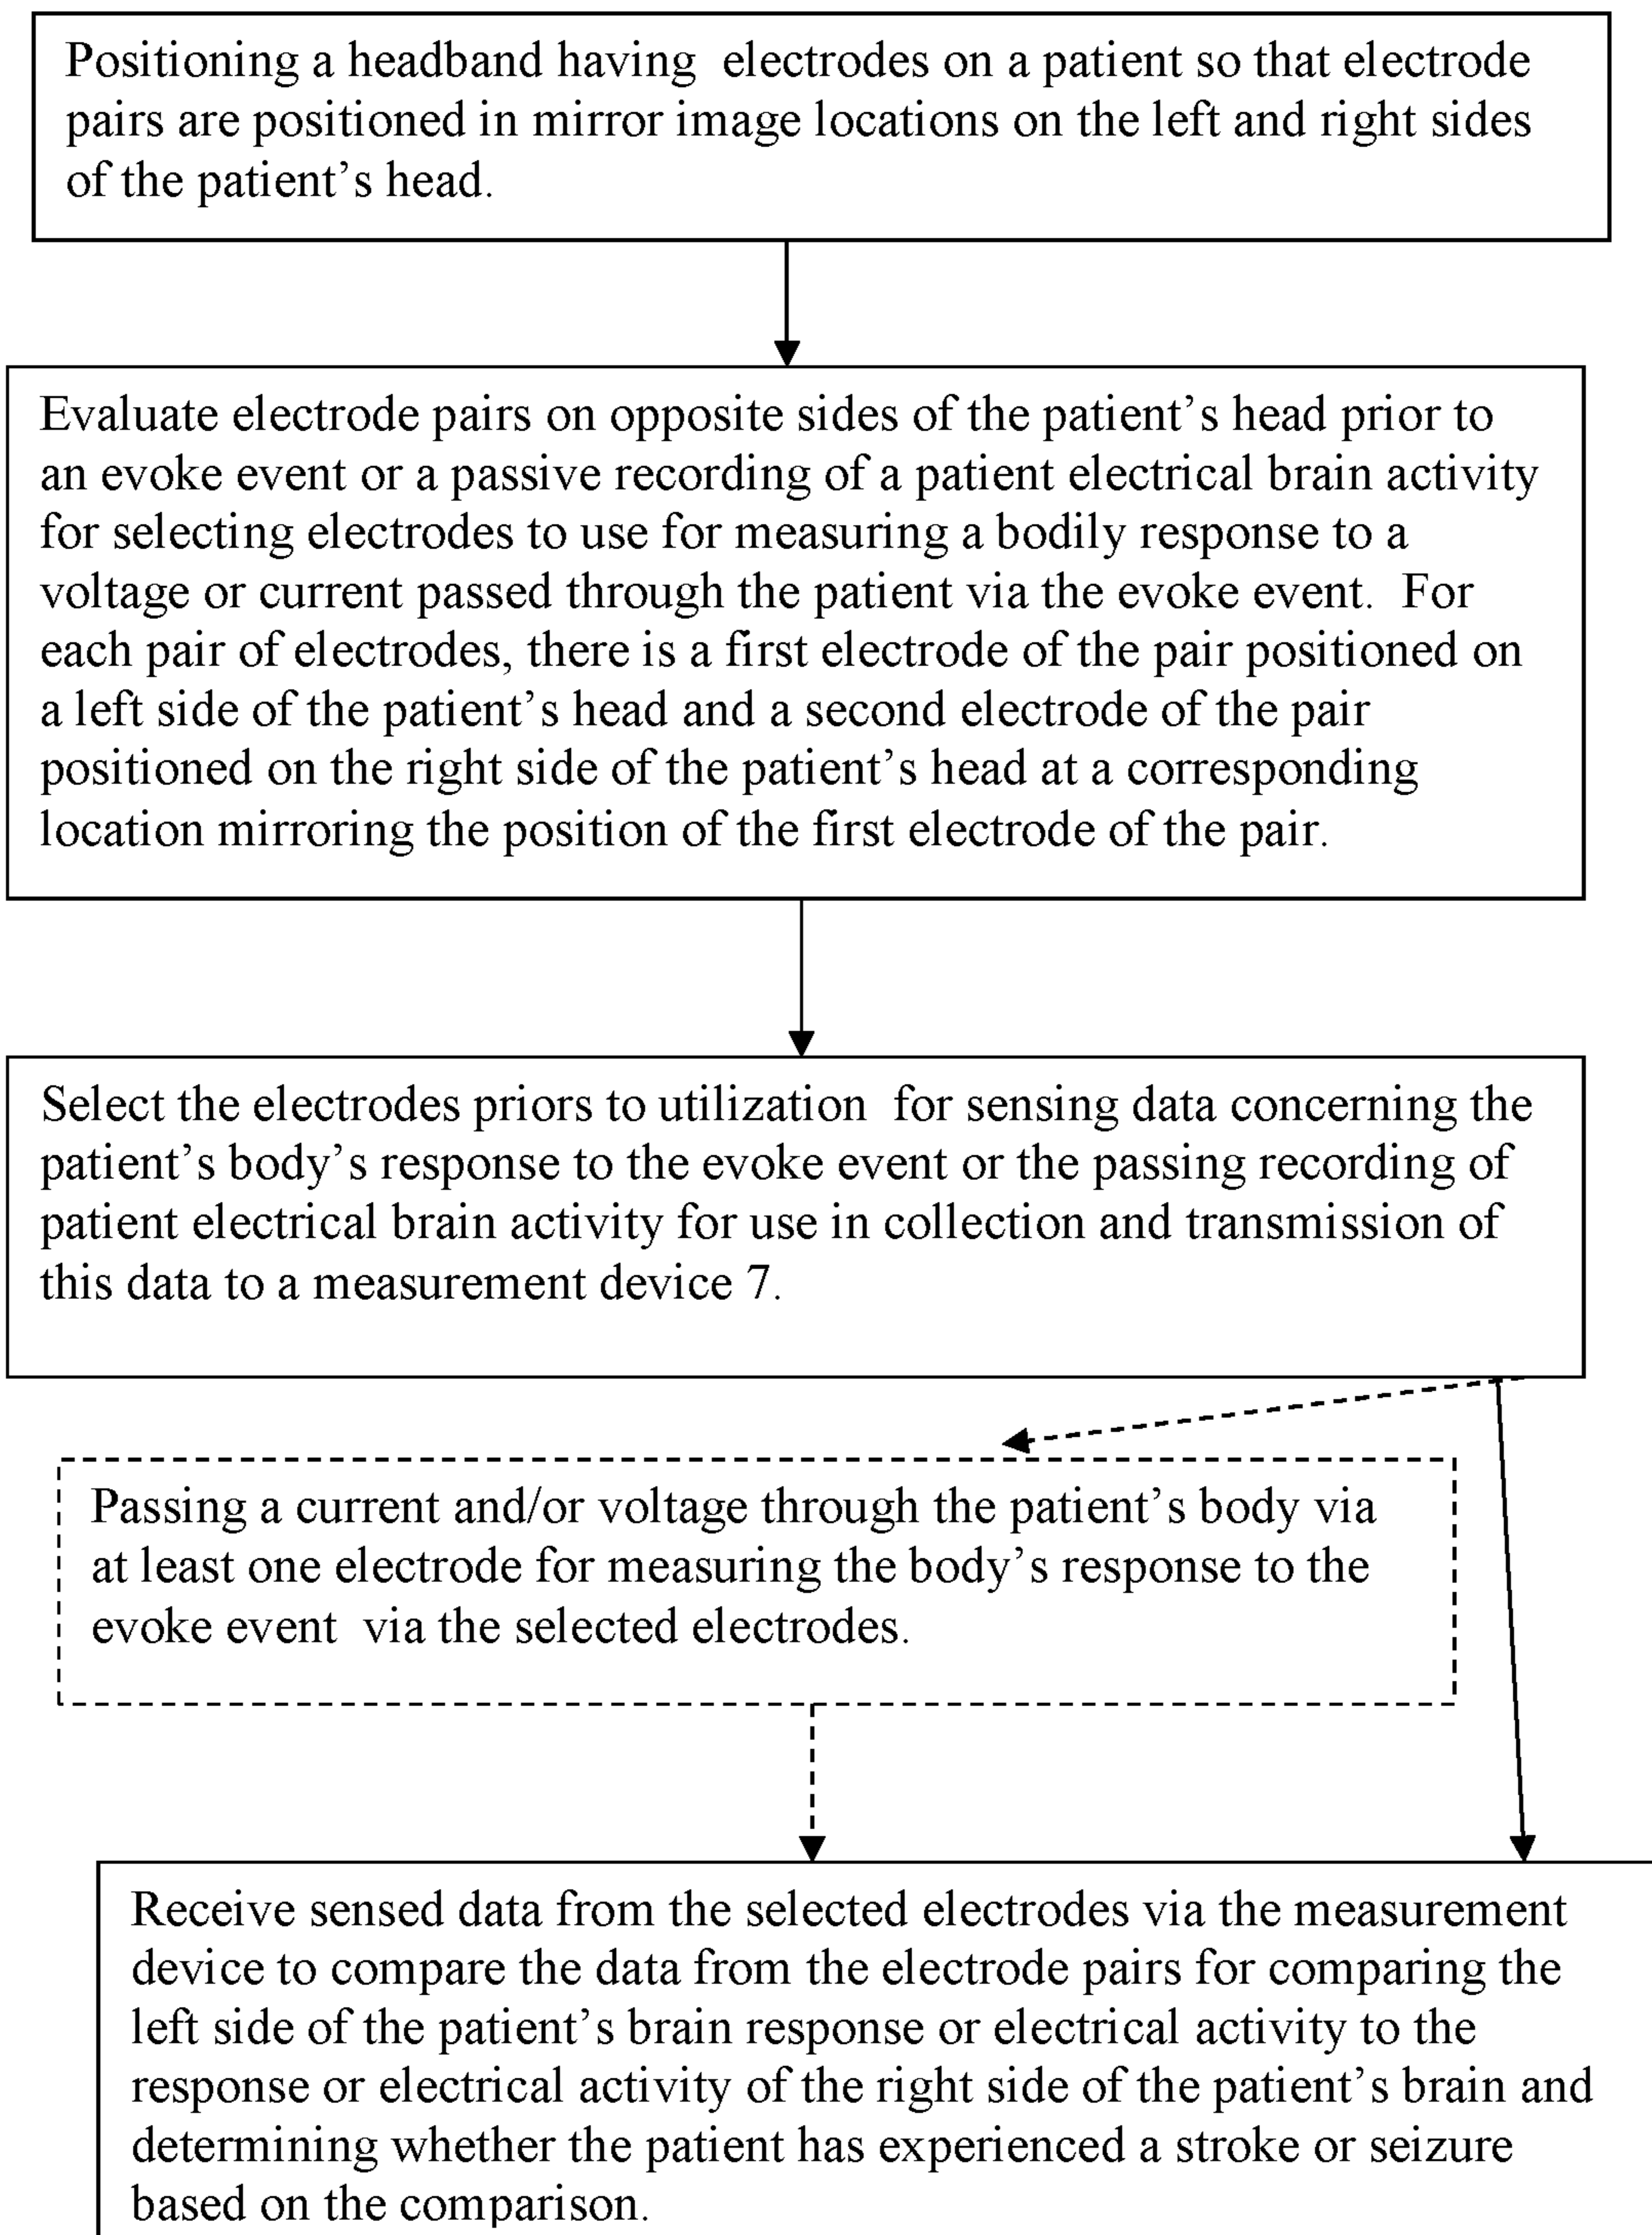 Positioning a headband having  electrodes on a patient so that electrode
pairs are positioned in mirror image locations on the left and right sides
of the patient’s head.
Evaluate electrode pairs on opposite sides of the patient’s head prior to
an evoke event or a passive recording of a patient electrical brain activity
for selecting electrodes to use for measuring a bodily response to a
voltage or current passed through the patient via the evoke event.  For
each pair of electrodes, there is a first electrode of the pair positioned on
a left side of the patient’s head and a second electrode of the pair
positioned on the right side of the patient’s head at a corresponding
location mirroring the position of the first electrode of the pair.
Select the electrodes priors to utilization  for sensing data concerning the
patient’s body’s response to the evoke event or the passing recording of
patient electrical brain activity for use in collection and transmission of
this data to a measurement device 7.
Passing a current and/or voltage through the patient’s body via
at least one electrode for measuring the body’s response to the
evoke event  via the selected electrodes.
Receive sensed data from the selected electrodes via the measurement
device to compare the data from the electrode pairs for comparing the
left side of the patient’s brain response or electrical activity to the
response or electrical activity of the right side of the patient’s brain and
determining whether the patient has experienced a stroke or seizure
based on the comparison.